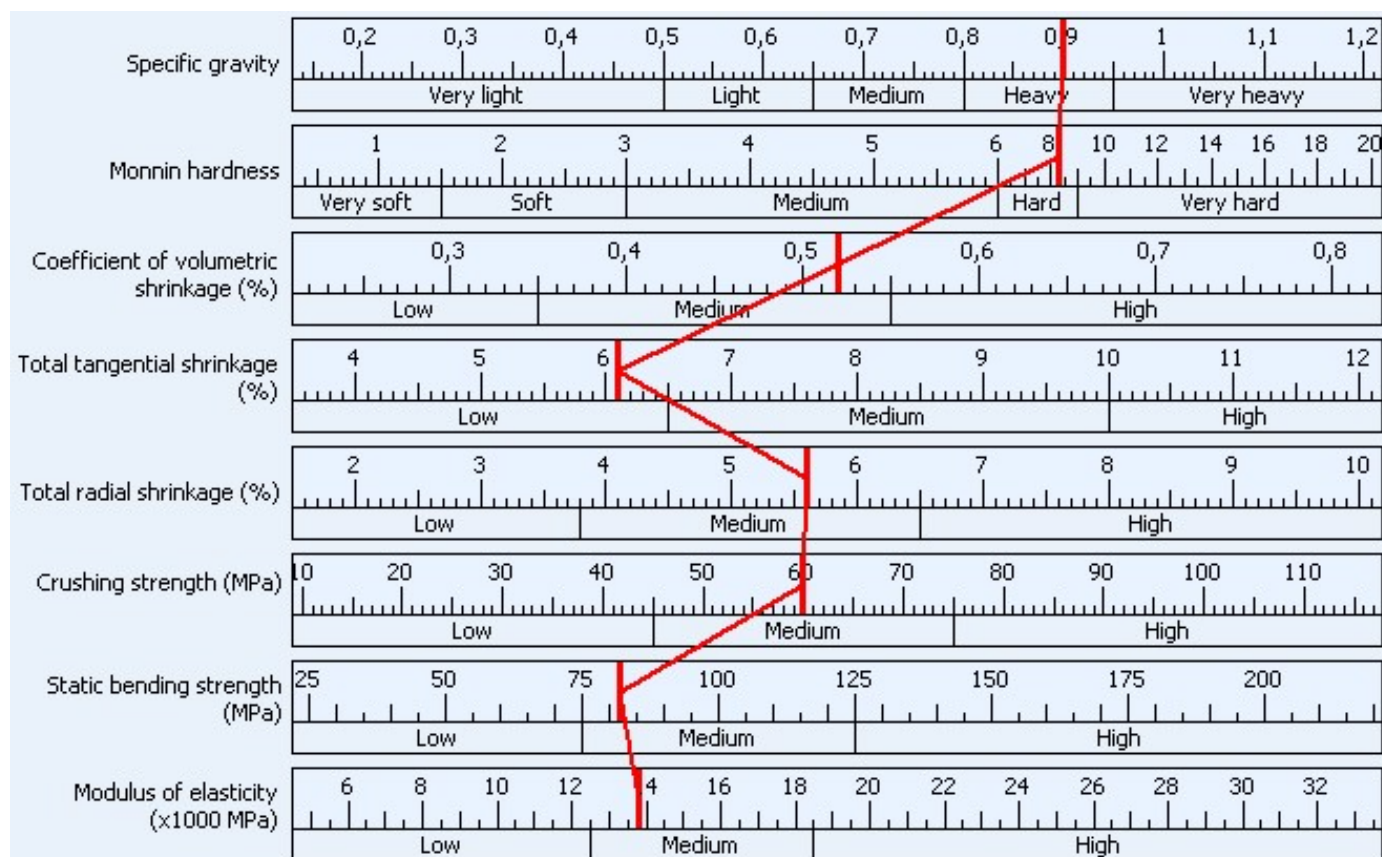 0,2 0,3 0,4 0,5 0,6 0,7 0,8 0,9 1 1,1 1,2
Specific gravity
Very light Light Medium Heavy Very heavy
1 2 3 4 5 6 8 10 12 14 16 18 20
Monnin hardness
Very soft Soft Medium Hard Very hard
0,3 0,4 0,5 0,6 0,7 0,8
Coefficient of volumetric
shrinkage (%)
Low Medium High
4 5 6 7 8 9 10 11 12
Total tangential shrinkage
(%)
Low Medium High
2 3 4 5 6 7 8 9 10
Total radial shrinkage (%)
Low Medium High
10 20 30 40 50 60 70 80 90 100 110
Crushing strength (MPa)
Low Medium High
25 50 75 100 125 150 175 200
Static bending strength
(MPa)
Low Medium High
6 8 10 12 4 16 18 20 22 24 26 28 30 32
Modulus of elasticity
(x1000 MPa)
Low Medium High